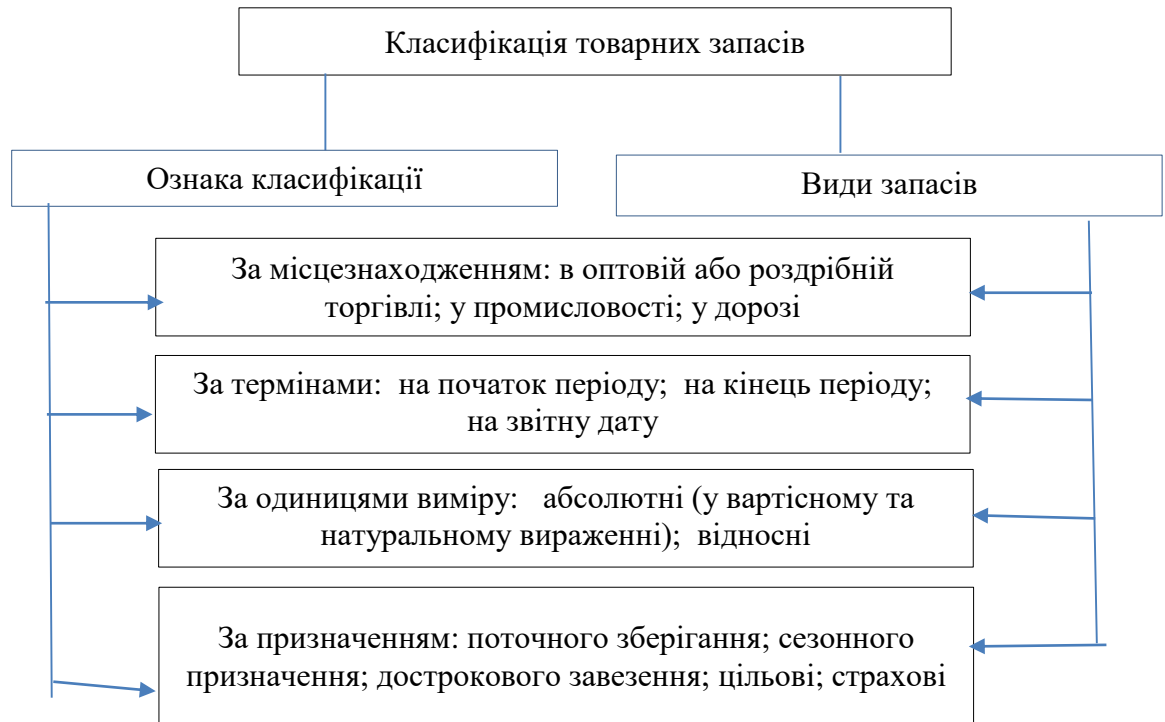 Класифікація товарних запасів
Ознака класифікації
Види запасів
За місцезнаходженням: в оптовій або роздрібній
торгівлі; у промисловості; у дорозі
За термінами: на початок періоду; на кінець періоду;
на звітну дату
За одиницями виміру: абсолютні (у вартісному та
натуральному вираженні); відносні
За призначенням: поточного зберігання; сезонного
призначення; дострокового завезення; цільові; страхові